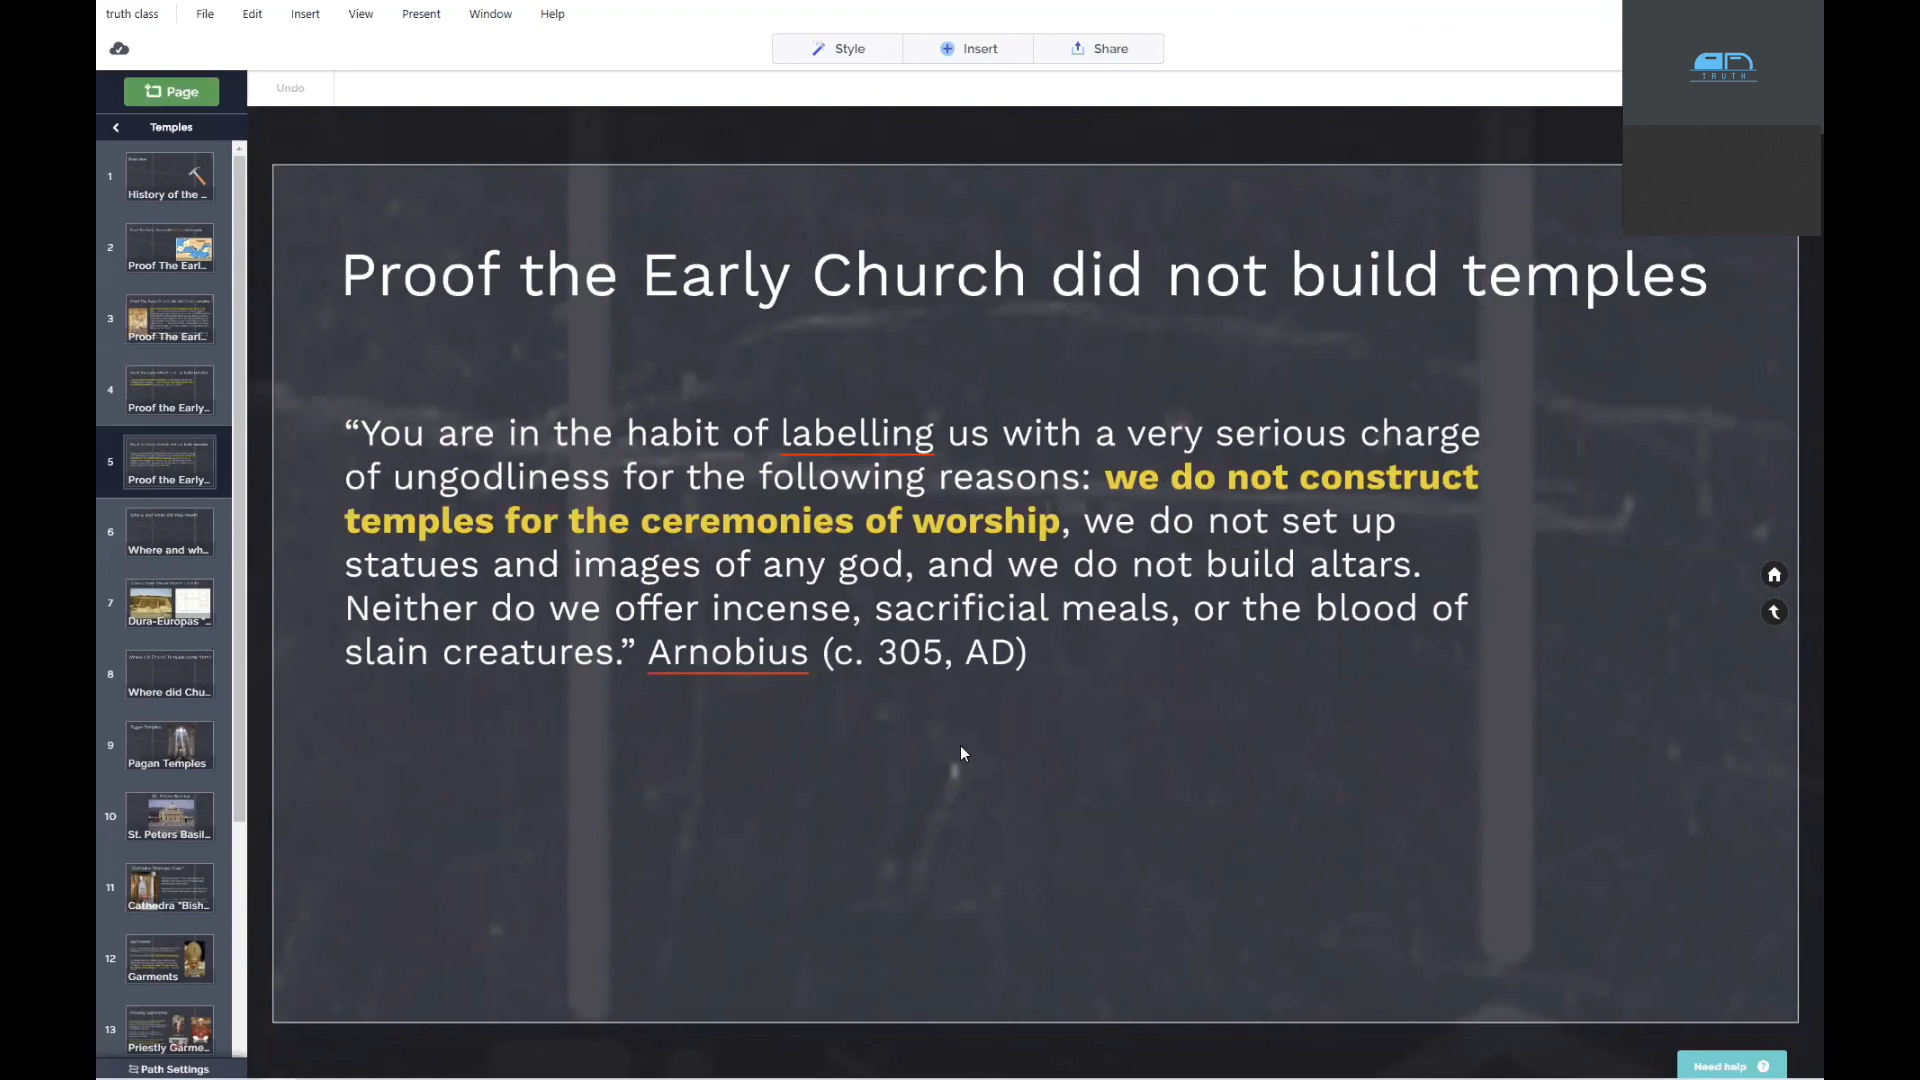 truth class File Edit Insert View Present Window Help
Style Insert Share
TRUTH
Page
Undo
Temples
1 History of the ...
2 Proof The Earl...
3 Proof The Earl...
4 Proof the Early...
5 Proof the Early...
6 Where and wh...
7 Dura-Europas "...
8 Where did Chu...
9 Pagan Temples
10 St. Peters Basil...
11 Cathedra "Bish...
12 Garments
13 Priestly Garme...
Path Settings
Proof the Early Church did not build temples
“You are in the habit of labelling us with a very serious charge
of ungodliness for the following reasons: we do not construct
temples for the ceremonies of worship, we do not set up
statues and images of any god, and we do not build altars.
Neither do we offer incense, sacrificial meals, or the blood of
slain creatures.” Arnobius (c. 305, AD)
Need help ?